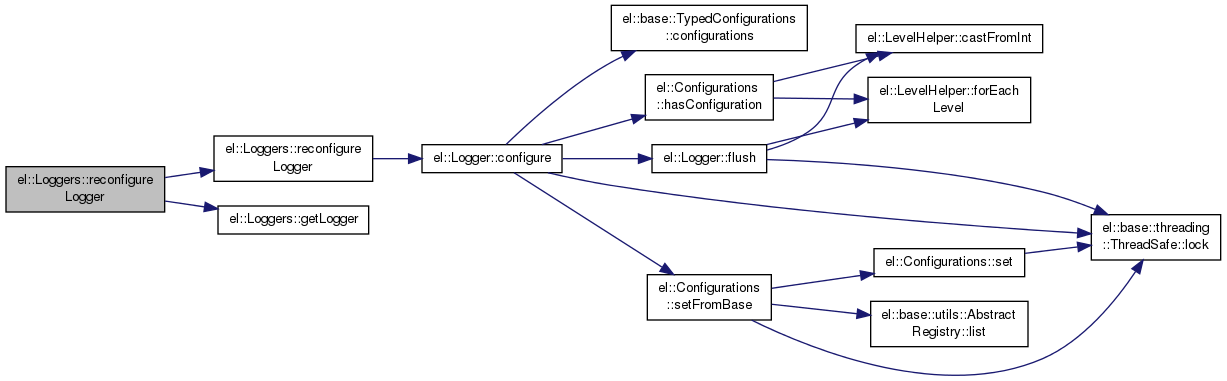 el::Loggers::reconfigure
Logger
el::Loggers::reconfigure
Logger
el::Loggers::getLogger
el::Logger::configure
el::base::TypedConfigurations
::configurations
el::Configurations
::hasConfiguration
el::Logger::flush
el::Configurations
::setFromBase
el::LevelHelper::castFromInt
el::LevelHelper::forEach
Level
el::Configurations::set
el::base::utils::Abstract
Registry::list
el::base::threading
::ThreadSafe::lock